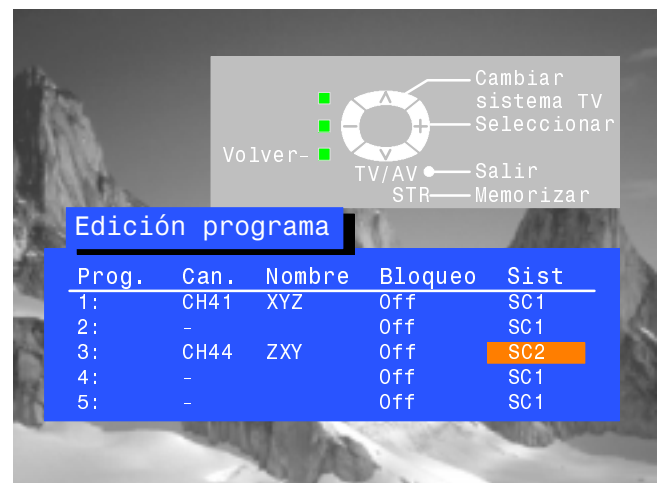 Cambiar
sistema TV
Seleccionar
Volver-
TV/AV Salir
STR Memorizar
Edición programa
Prog. Can. Nombre Bloqueo Sist
1: CH41 XYZ Off SC1
2: - Off SC1
3: CH44 ZXY Off SC2
4: - Off SC1
5: - Off SC1